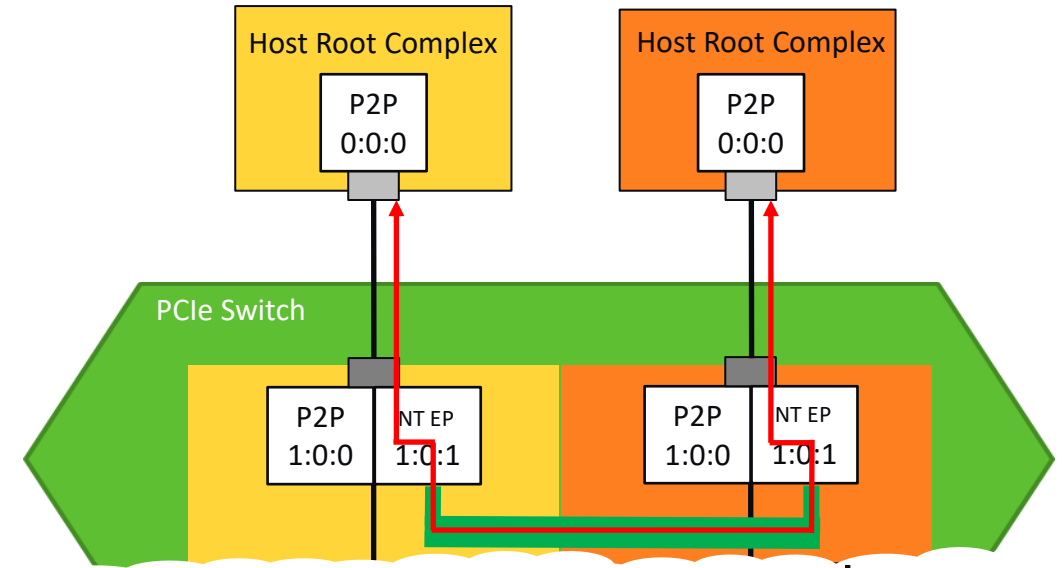 Host Root Complex
P2P
0:0:0
Host Root Complex
P2P
0:0:0
PCIe Switch
P2P
1:0:0
NT EP
1:0:1
P2P
1:0:0
NT EP
1:0:1